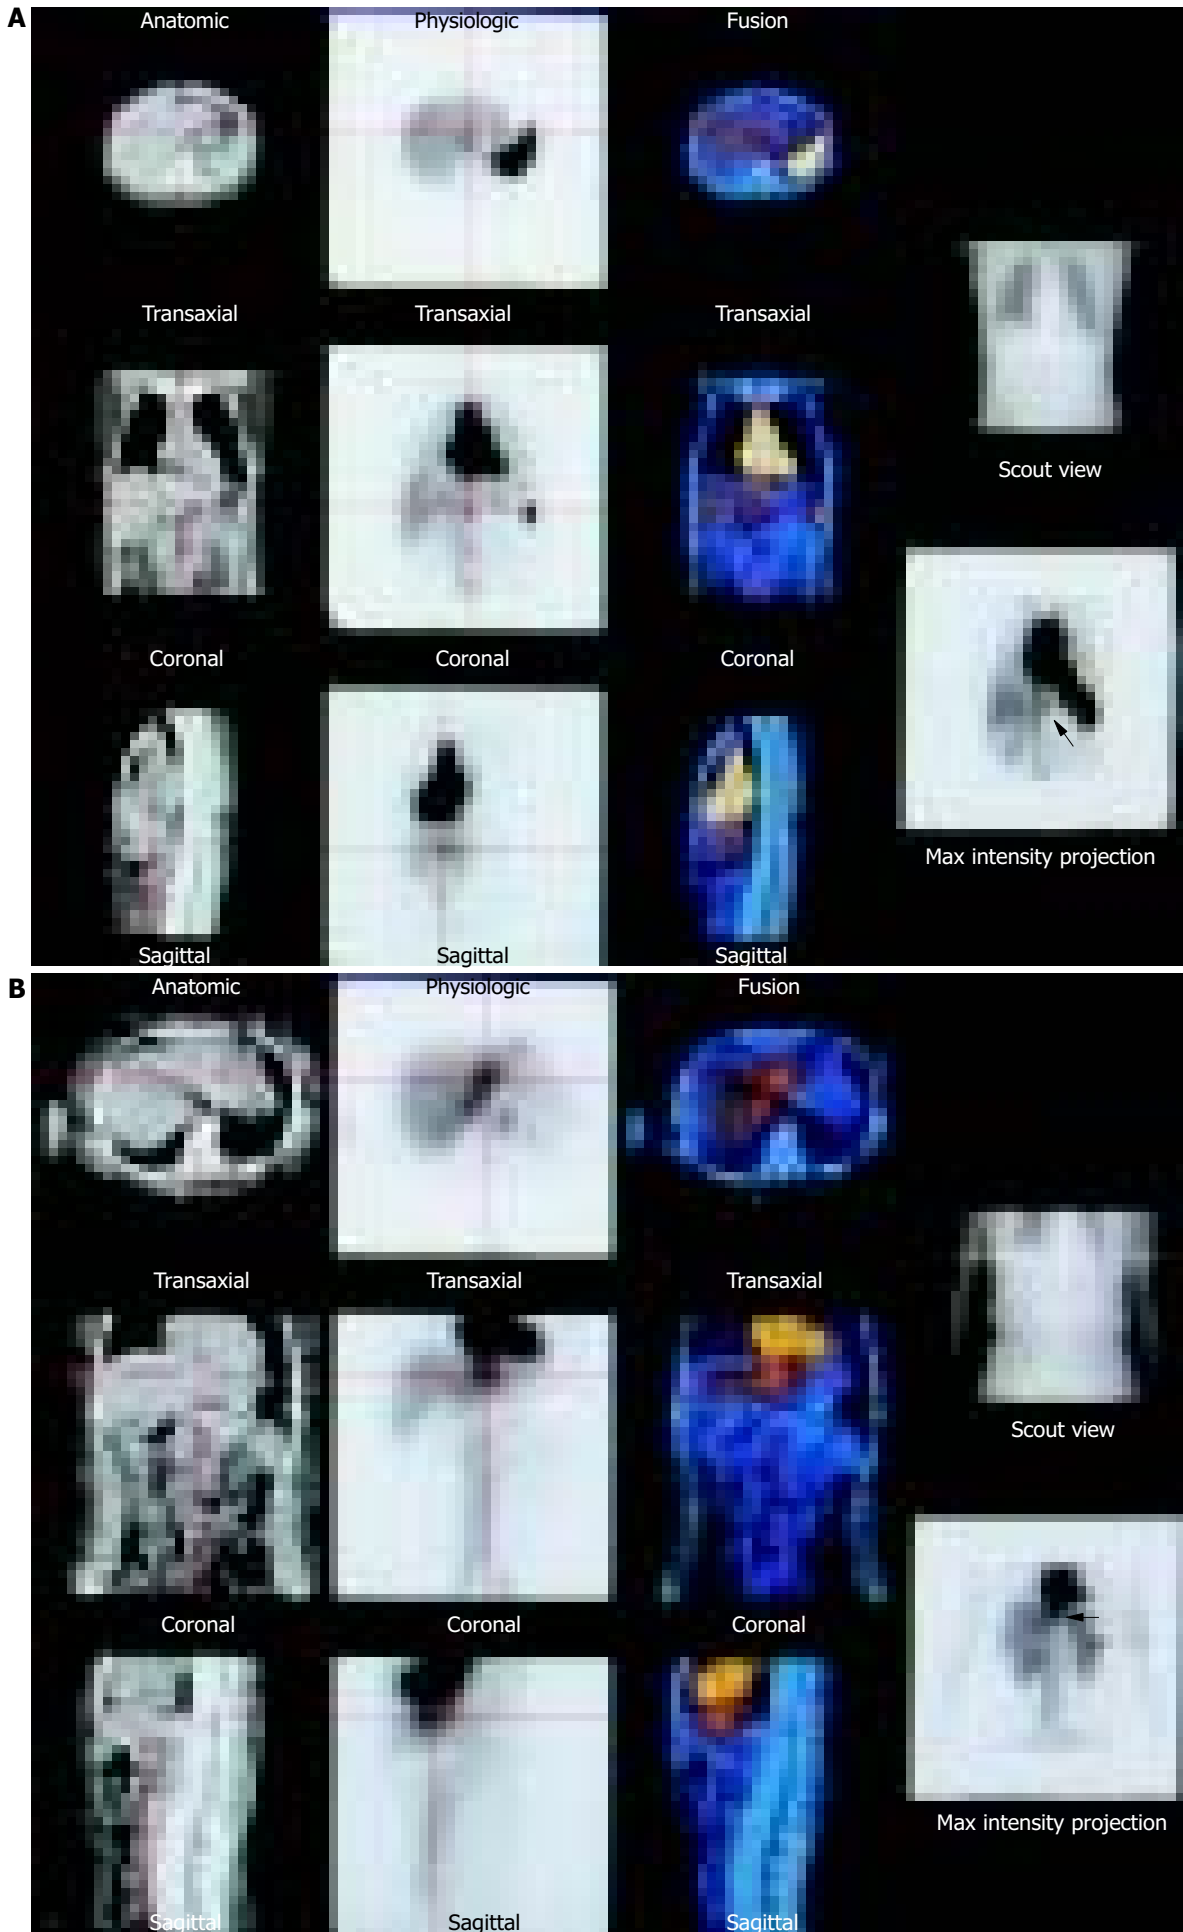 A
Anatomic Physiologic Fusion
Transaxial Transaxial Transaxial
Scout view
Coronal Coronal Coronal
Max intensity projection
Sagittal Sagittal Sagittal
B
Anatomic Physiologic Fusion
Transaxial Transaxial Transaxial
Scout view
Coronal Coronal Coronal
Max intensity projection
Sagittal Sagittal Sagittal